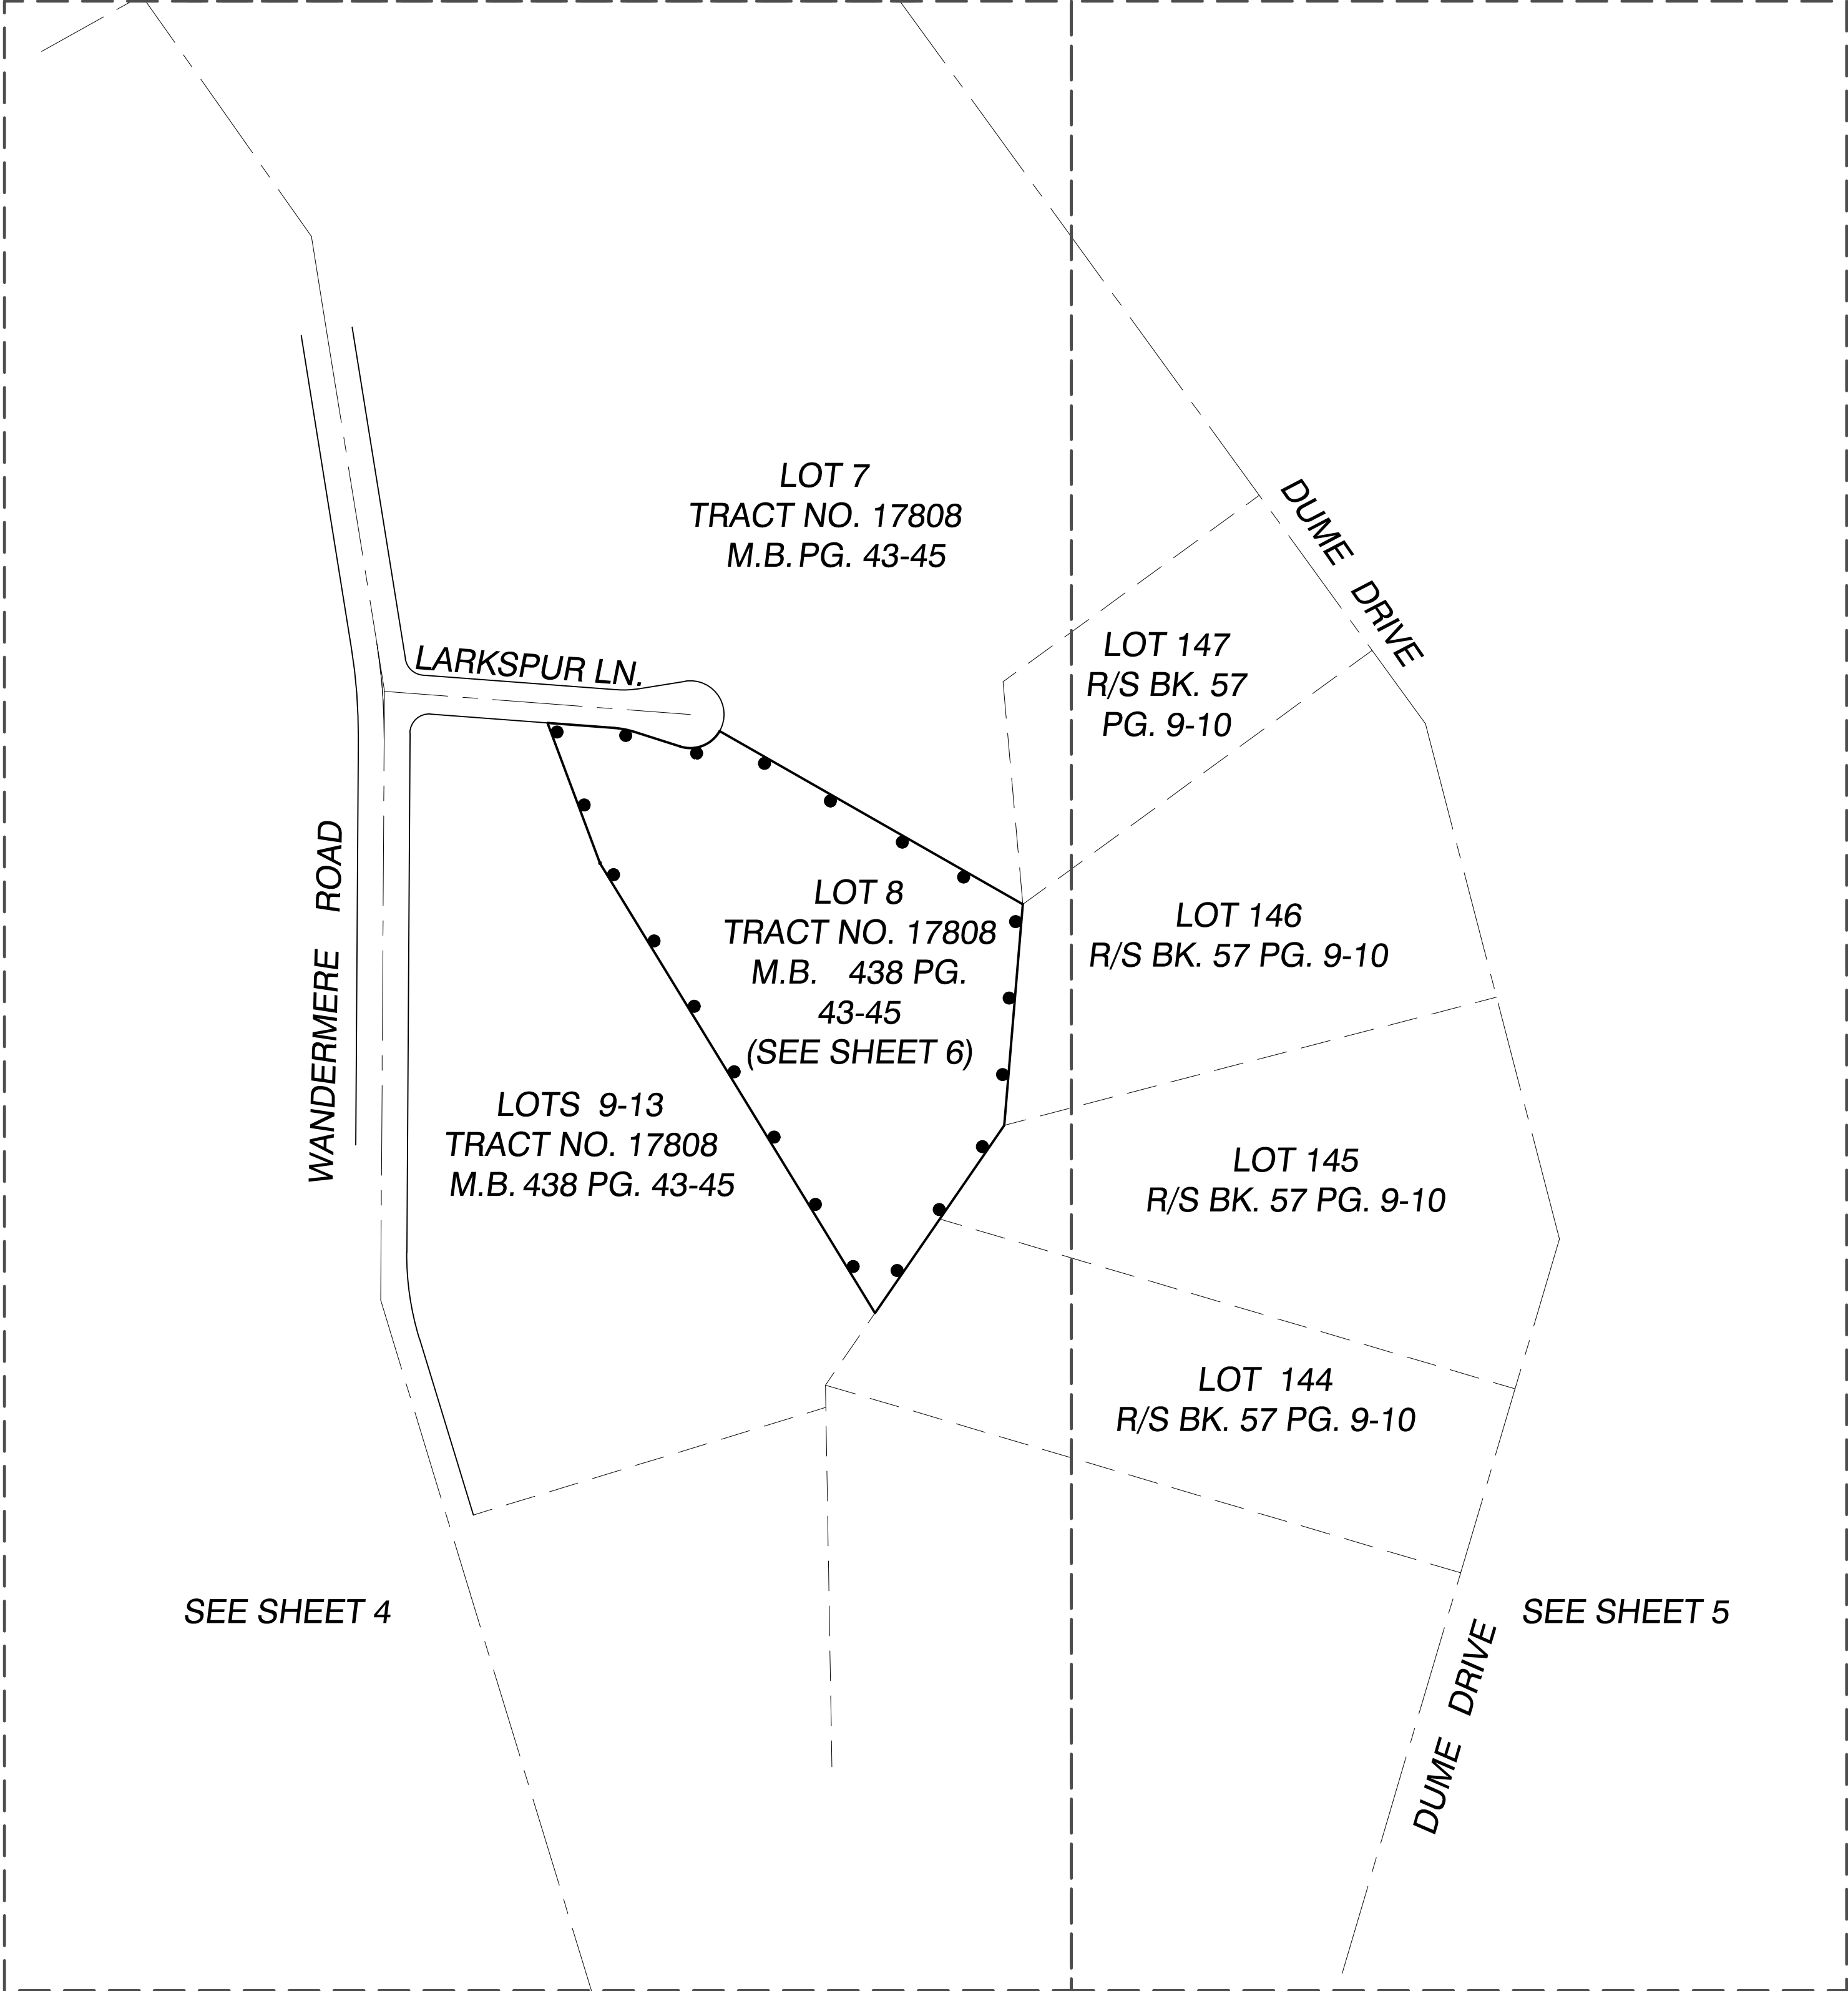 LOT 7
TRACT NO. 17808
M.B. PG. 43-45
DUME DRIVE
LARKSPUR LN.
LOT 147
R/S BK. 57
PG. 9-10
WANDERMERE ROAD
LOT 8
TRACT NO. 17808
M.B. 438 PG.
43-45
(SEE SHEET 6)
LOT 146
R/S BK. 57 PG. 9-10
LOTS 9-13
TRACT NO. 17808
M.B. 438 PG. 43-45
LOT 145
R/S BK. 57 PG. 9-10
LOT 144
R/S BK. 57 PG. 9-10
SEE SHEET 4
SEE SHEET 5
DUME DRIVE